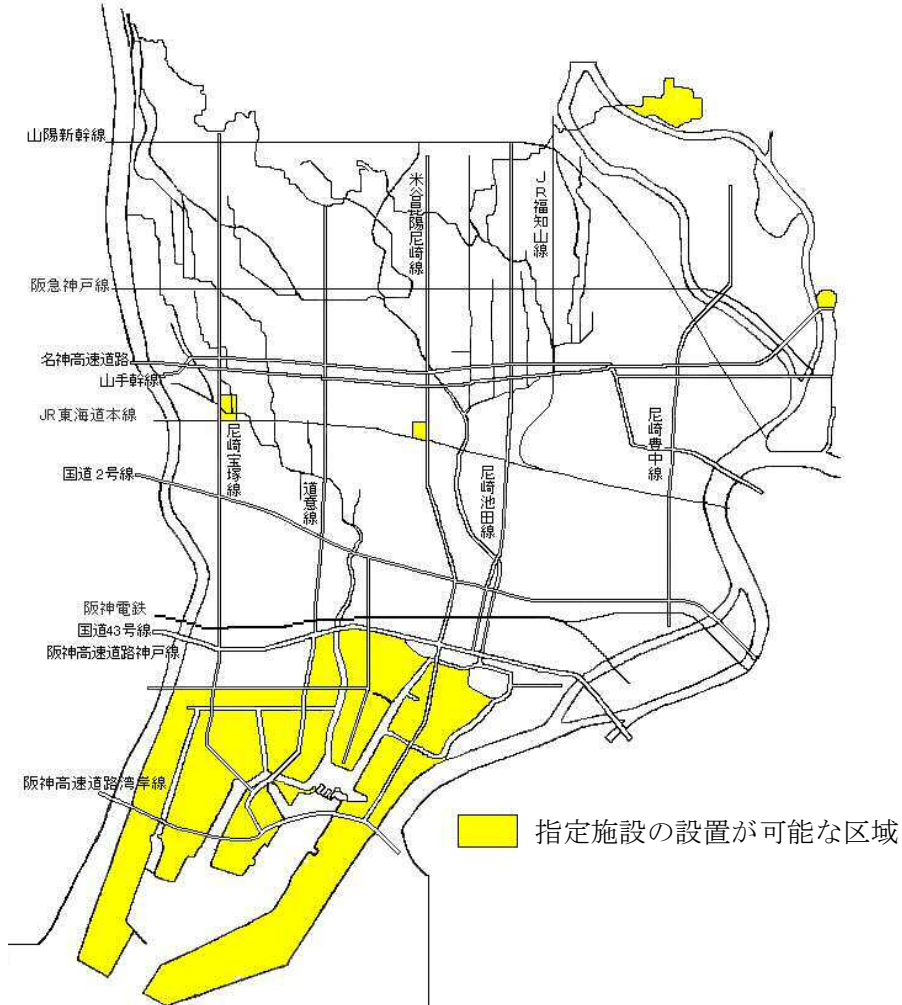 山陽新幹線
米谷昆陽尼崎線
JR福知山線
阪急神戸線
名神高速道路
山手幹線
JR東海道本線
尼崎宝塚線
尼崎豊中線
国道2号線
道意線
尼崎池田線
阪神電鉄
国道43号線
阪神高速道路神戸線
阪神高速道路湾岸線
指定施設の設置が可能な区域